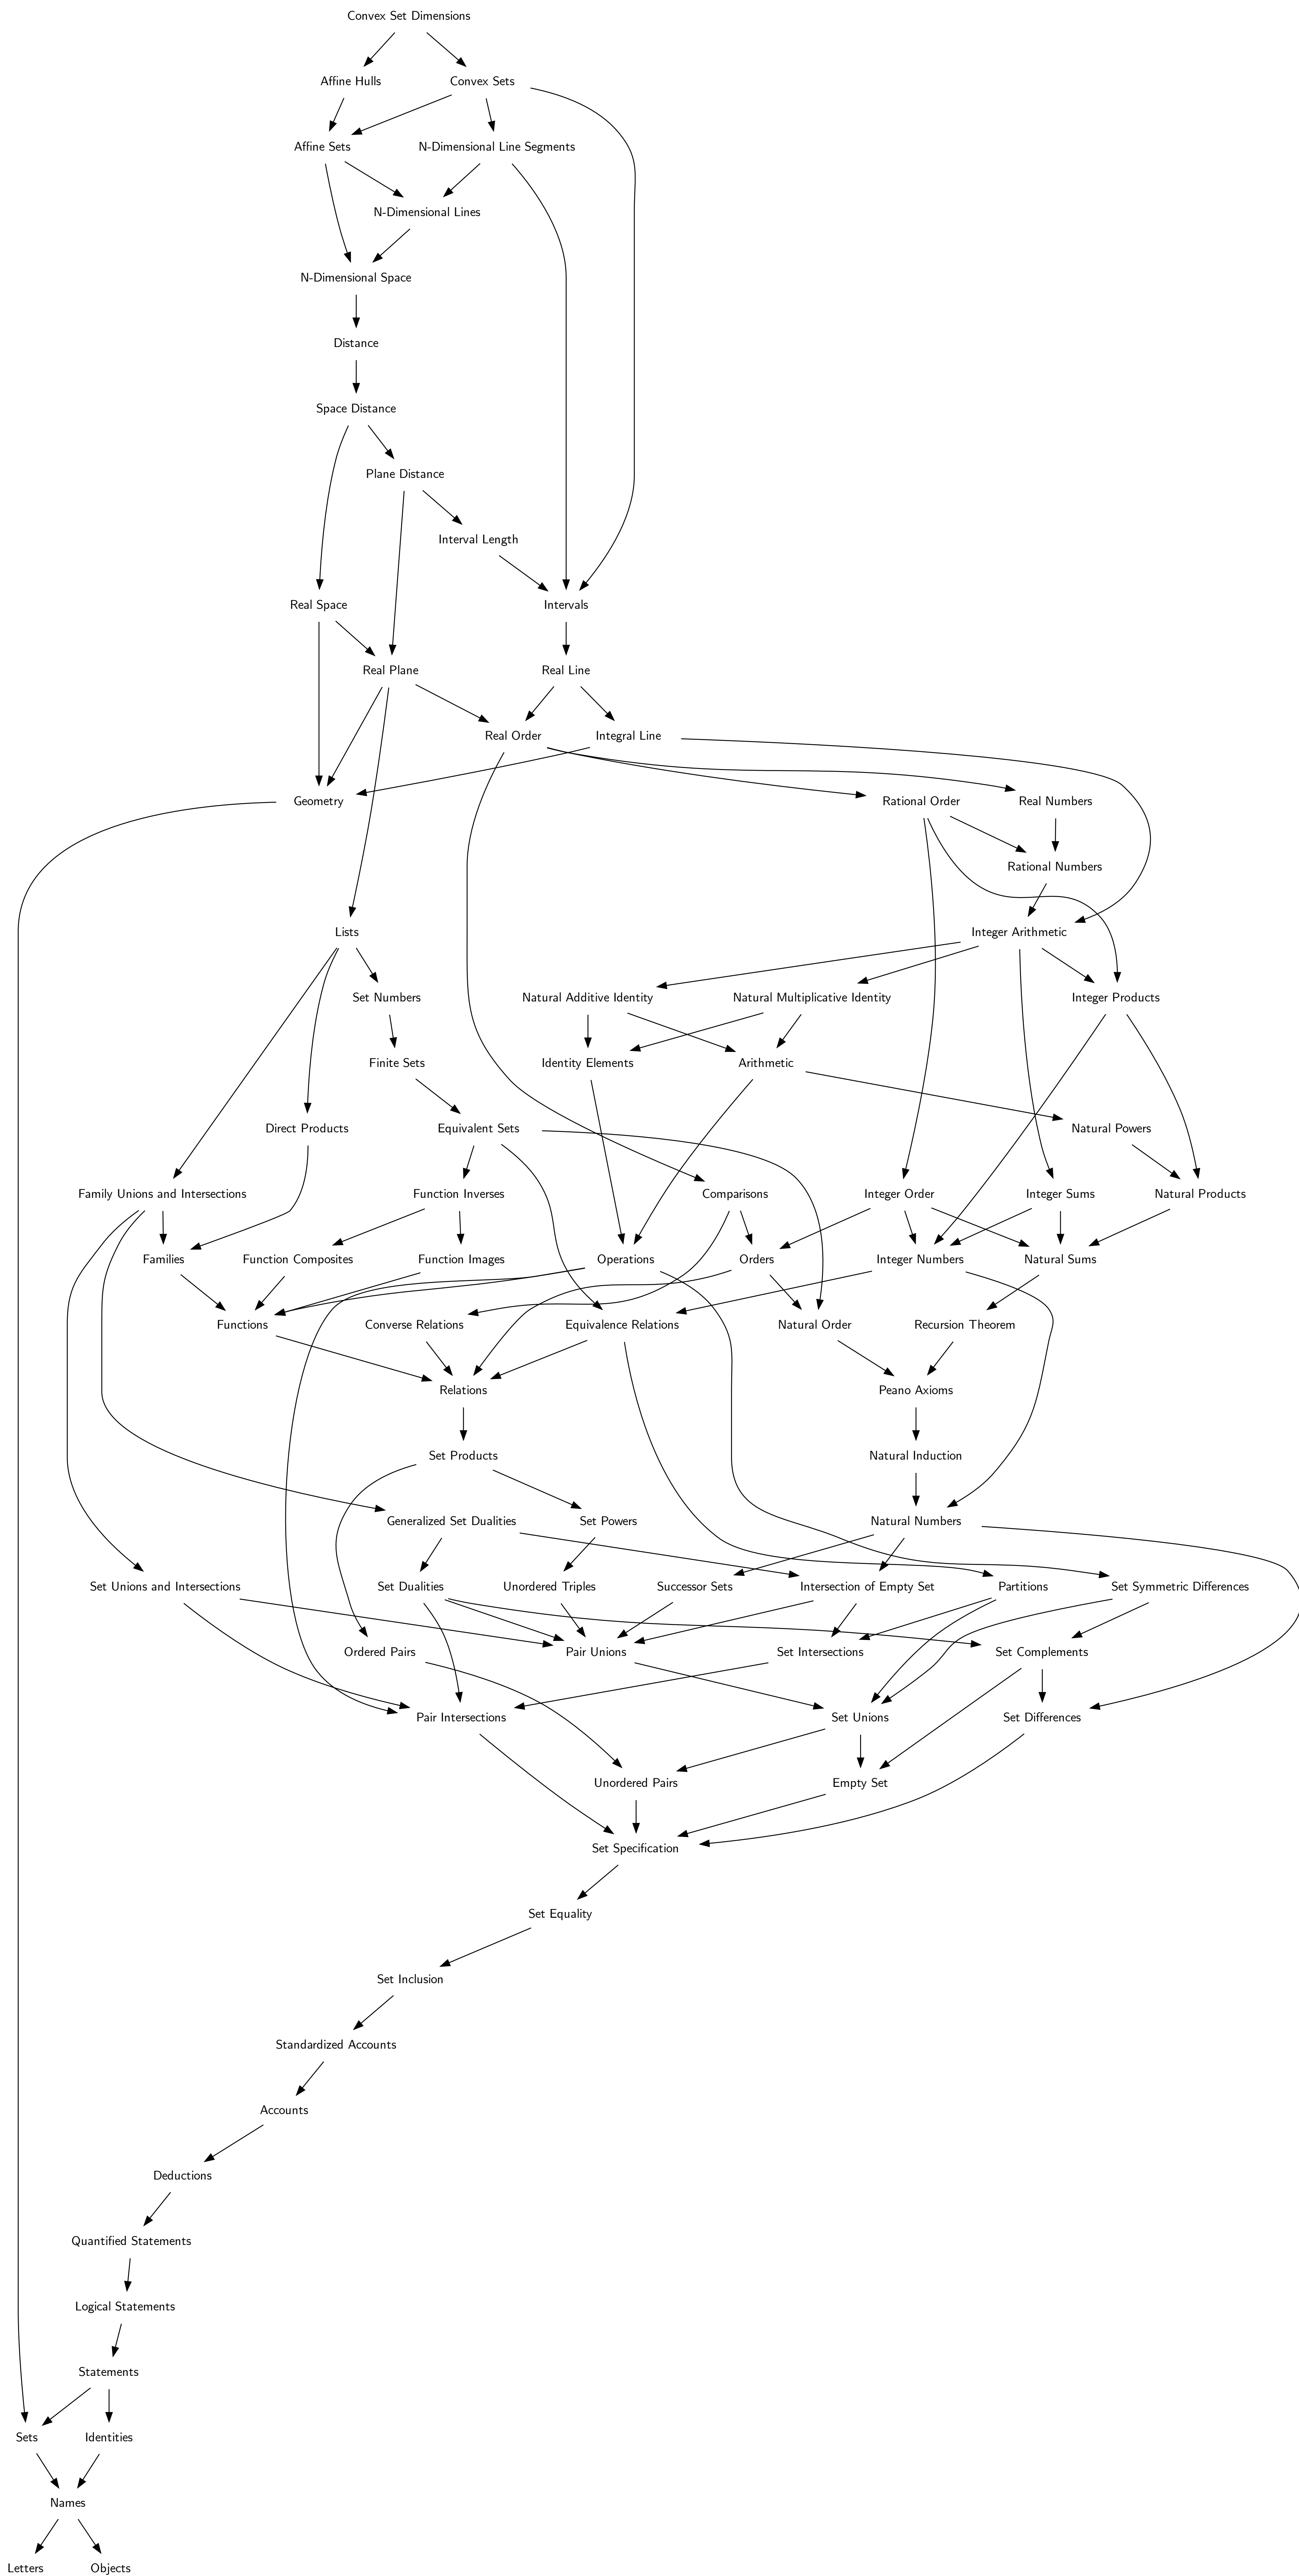 Convex Set Dimensions
Affine Hulls
Convex Sets
Affine Sets
N-Dimensional Line Segments
N-Dimensional Lines
N-Dimensional Space
Distance
Space Distance
Plane Distance
Interval Length
Real Space
Intervals
Real Plane
Real Line
Real Order
Integral Line
Geometry
Rational Order
Real Numbers
Rational Numbers
Lists
Integer Arithmetic
Set Numbers
Natural Additive Identity
Natural Multiplicative Identity
Integer Products
Finite Sets
Identity Elements
Arithmetic
Direct Products
Equivalent Sets
Natural Powers
Family Unions and Intersections
Function Inverses
Comparisons
Integer Order
Integer Sums
Natural Products
Families
Function Composites
Function Images
Operations
Orders
Integer Numbers
Natural Sums
Functions
Converse Relations
Equivalence Relations
Natural Order
Recursion Theorem
Relations
Peano Axioms
Set Products
Natural Induction
Generalized Set Dualities
Set Powers
Natural Numbers
Set Unions and Intersections
Set Dualities
Unordered Triples
Successor Sets
Intersection of Empty Set
Partitions
Set Symmetric Differences
Ordered Pairs
Pair Unions
Set Intersections
Set Complements
Pair Intersections
Set Unions
Set Differences
Unordered Pairs
Empty Set
Set Specification
Set Equality
Set Inclusion
Standardized Accounts
Accounts
Deductions
Quantified Statements
Logical Statements
Statements
Sets
Identities
Names
Letters
Objects